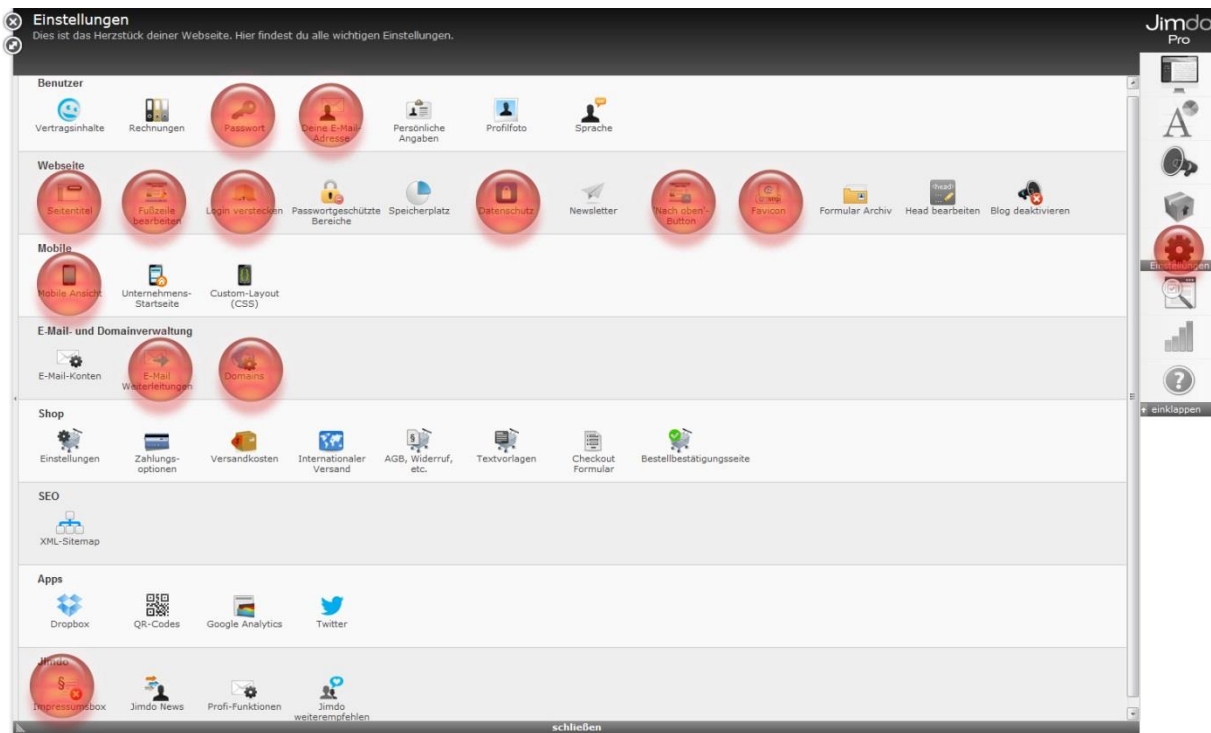 Einstellungen
Dies ist das Herzstück deiner Webseite. Hier findest du alle wichtigen Einstellungen.
Jimdo
Pro
Benutzer
Vertragsinhalte
Rechnungen
Passwort
Deine E-Mail-
Adresse
Persönliche
Angaben
Profilfoto
Sprache
Webseite
Seitentitel
Fußzeile
bearbeiten
Login verstecken
Passwortgeschützte
Bereiche
Speicherplatz
Datenschutz
Newsletter
'Nach oben'-
Button
Favicon
Formular Archiv
<head>
Head bearbeiten
Blog deaktivieren
Mobile
Mobile Ansicht
Unternehmens-
Startseite
Custom-Layout
(CSS)
E-Mail- und Domainverwaltung
E-Mail-Konten
E-Mail
Weiterleitungen
Domains
Shop
Einstellungen
Zahlungs-
optionen
Versandkosten
Internationaler
Versand
§
AGB, Widerruf,
etc.
Textvorlagen
Checkout
Formular
Bestellbestätigungsseite
SEO
XML-Sitemap
Apps
Dropbox
QR-Codes
Google Analytics
Twitter
Jimdo
§
Impressumsbox
Jimdo News
Profi-Funktionen
Jimdo
weiterempfehlen
schließen
A
Einstellungen
?
einklappen